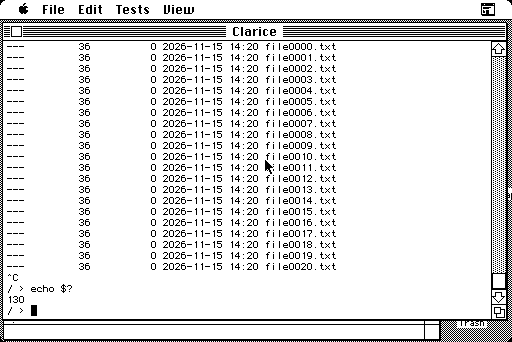 File Edit Tests View
Clarice
--- 36 0 2026-11-15 14:20 file0000.txt
--- 36 0 2026-11-15 14:20 file0001.txt
--- 36 0 2026-11-15 14:20 file0002.txt
--- 36 0 2026-11-15 14:20 file0003.txt
--- 36 0 2026-11-15 14:20 file0004.txt
--- 36 0 2026-11-15 14:20 file0005.txt
--- 36 0 2026-11-15 14:20 file0006.txt
--- 36 0 2026-11-15 14:20 file0007.txt
--- 36 0 2026-11-15 14:20 file0008.txt
--- 36 0 2026-11-15 14:20 file0009.txt
--- 36 0 2026-11-15 14:20 file0010.txt
--- 36 0 2026-11-15 14:20 file0011.txt
--- 36 0 2026-11-15 14:20 file0012.txt
--- 36 0 2026-11-15 14:20 file0013.txt
--- 36 0 2026-11-15 14:20 file0014.txt
--- 36 0 2026-11-15 14:20 file0015.txt
--- 36 0 2026-11-15 14:20 file0016.txt
--- 36 0 2026-11-15 14:20 file0017.txt
--- 36 0 2026-11-15 14:20 file0018.txt
--- 36 0 2026-11-15 14:20 file0019.txt
--- 36 0 2026-11-15 14:20 file0020.txt
^C
/ > echo $?
130
/ >
Trash